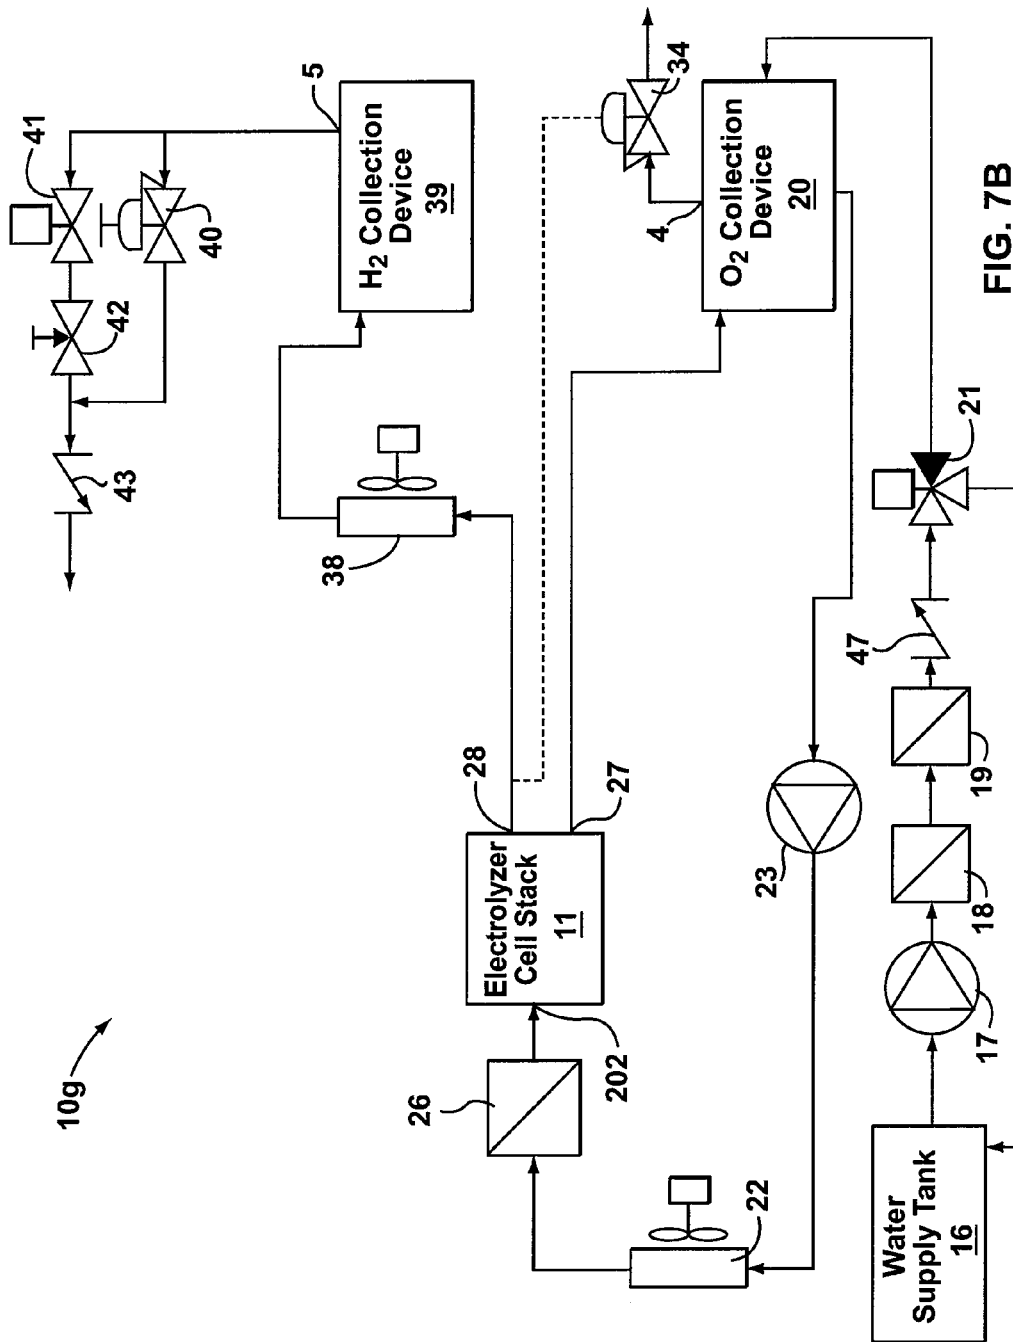 10g
41
42
43
40
5
H2 Collection
Device
39
38
34
4
O2 Collection
Device
20
28
27
Electrolyzer
Cell Stack
11
202
26
22
23
21
47
19
18
17
Water
Supply Tank
16
FIG. 7B